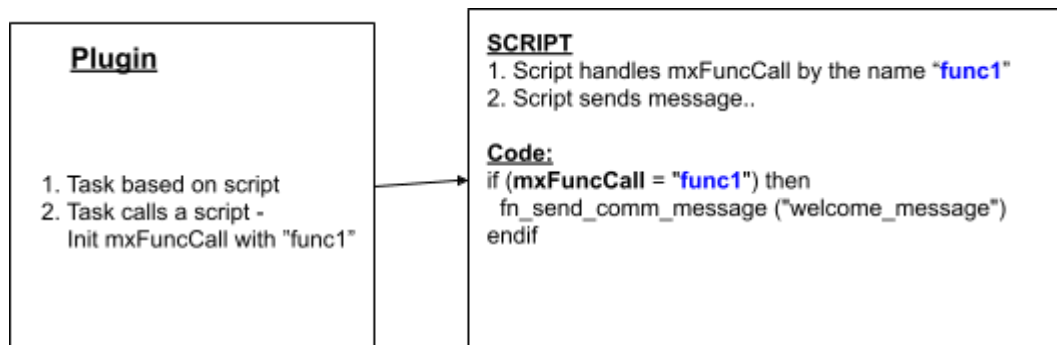 Plugin
1. Task based on script
2. Task calls a script -
Init mxFuncCall with "func1”
SCRIPT
1. Script handles mxFuncCall by the name “func1”
2. Script sends message..
Code:
if (mxFuncCall = "func1") then
fn_send_comm_message ("welcome_message")
endif